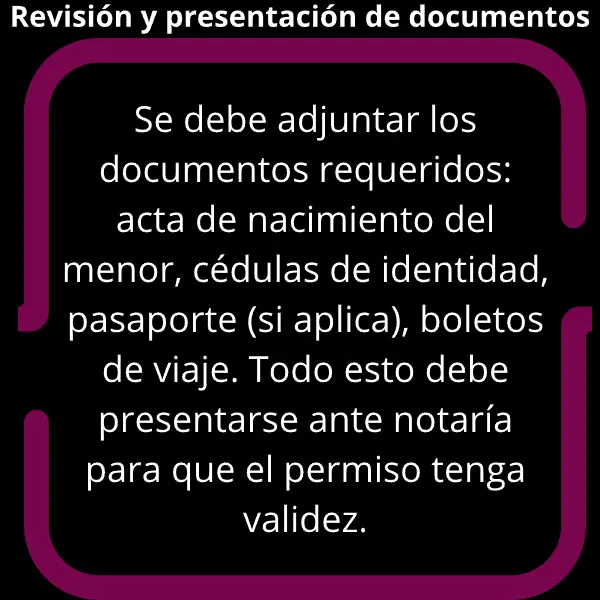 Revisión y presentación de documentos
Se debe adjuntar los
documentos requeridos:
acta de nacimiento del
menor, cédulas de identidad,
pasaporte (si aplica), boletos
de viaje. Todo esto debe
presentarse ante notaría
para que el permiso tenga
validez.